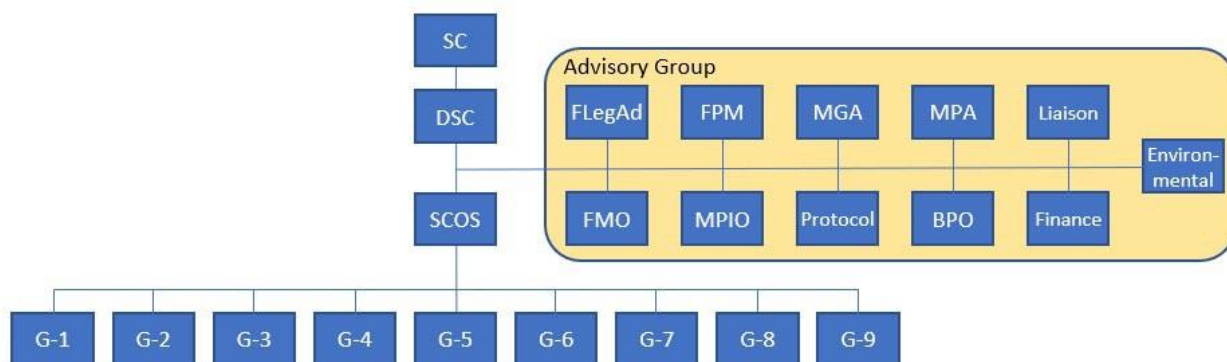 SC
Advisory Group
DSC
FLegAd
FPM
MGA
MPA
Liaison
Environ-
mental
SCOS
FMO
MPIO
Protocol
BPO
Finance
G-1
G-2
G-3
G-4
G-5
G-6
G-7
G-8
G-9